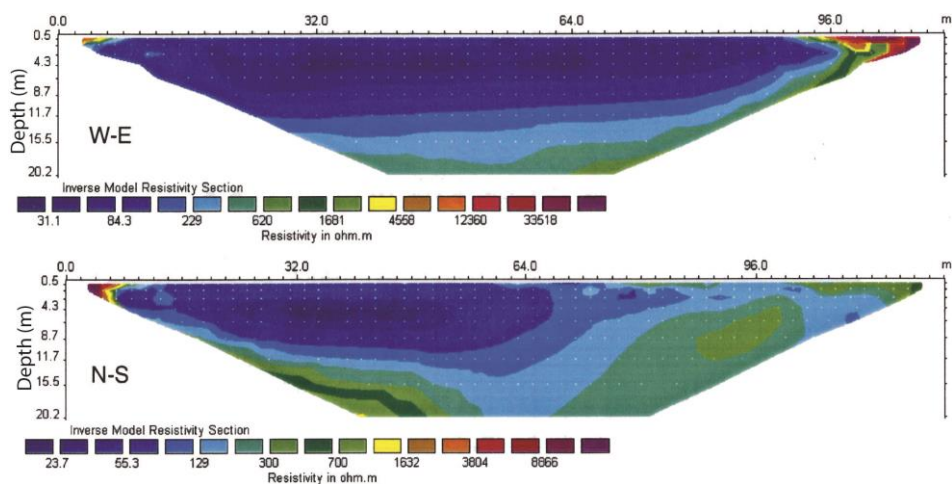 0.0 32.0 64.0 96.0 m
0.5
4.3
8.7
11.7
15.5
20.2
Depth (m)
W-E
Inverse Model Resistivity Section
31.1 84.3 229 620 1681 4558 12360 33518
Resistivity in ohm.m
0.0 32.0 64.0 96.0 m
0.5
4.3
8.7
11.7
15.5
20.2
Depth (m)
N-S
Inverse Model Resistivity Section
23.7 55.3 129 300 700 1632 3804 8866
Resistivity in ohm.m